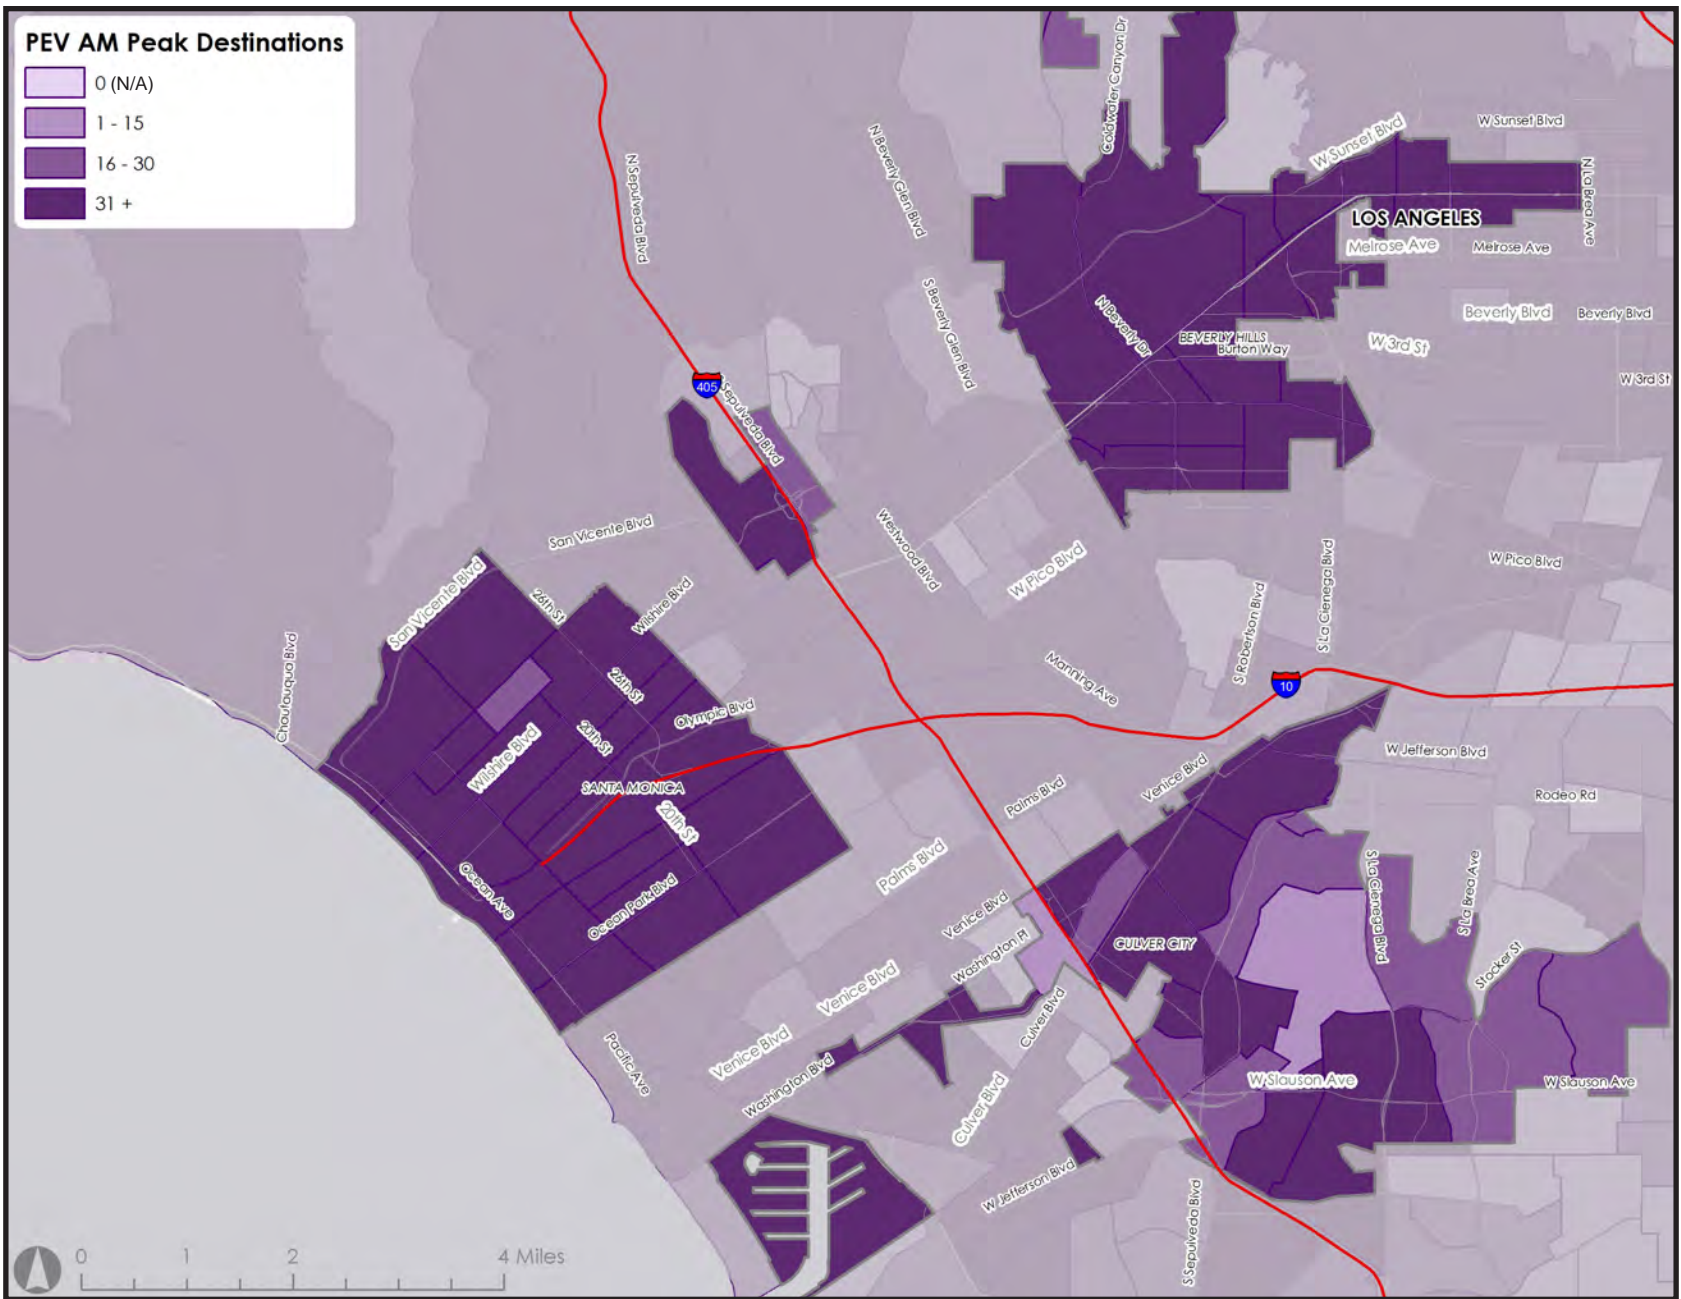 PEV AM Peak Destinations
0 (N/A)
1 - 15
16 - 30
31 +
Coldwater Canyon Dr
N Beverly Glen Blvd
N Sepulveda Blvd
W Sunset Blvd
W Sunset Blvd
N La Brea Ave
LOS ANGELES
Melrose Ave
Melrose Ave
S Beverly Glen Blvd
N Beverly Dr
Beverly Blvd
Beverly Blvd
BEVERLY HILLS
Burton Way
W 3rd St
W 3rd St
405
Sepulveda Blvd
San Vicente Blvd
Westwood Blvd
W Pico Blvd
W Pico Blvd
S Robertson Blvd
S La Cienega Blvd
San Vicente Blvd
26th St
Wilshire Blvd
Chautauqua Blvd
26th St
Manning Ave
10
Olympic Blvd
20th St
Wilshire Blvd
SANTA MONICA
20th St
W Jefferson Blvd
Venice Blvd
Palms Blvd
Rodeo Rd
Palms Blvd
Ocean Ave
Ocean Park Blvd
S La Cienega Blvd
S La Brea Ave
Venice Blvd
Washington Pl
CULVER CITY
Stocker St
Venice Blvd
Culver Blvd
Venice Blvd
Pacific Ave
Washington Blvd
Culver Blvd
W Slauson Ave
W Slauson Ave
W Jefferson Blvd
S Sepulveda Blvd
0 1 2 4 Miles